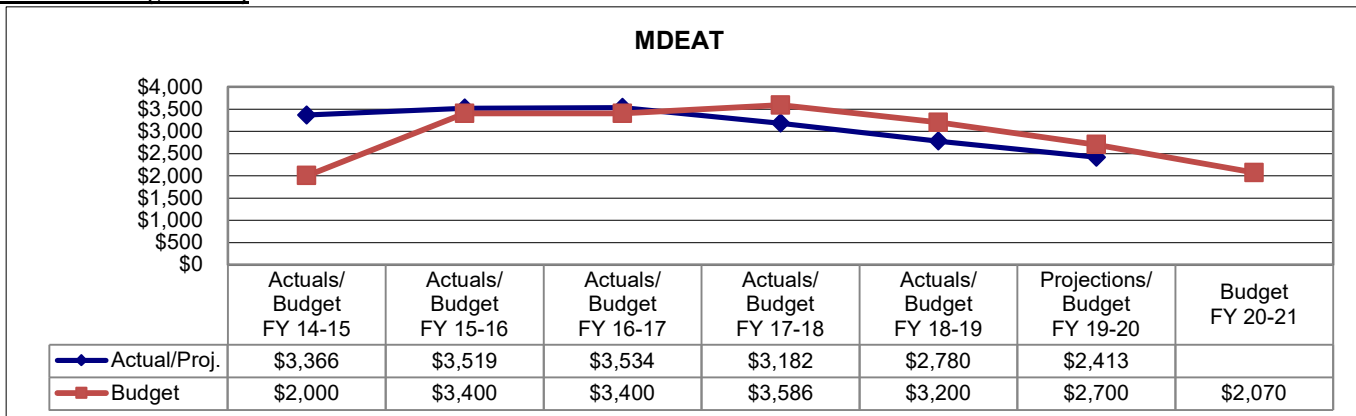 MDEAT
$4,000
$3,500
$3,000
$2,500
$2,000
$1,500
$1,000
$500
$0
Actuals/ Actuals/ Actuals/ Actuals/ Actuals/ Projections/ Budget
Budget Budget Budget Budget Budget Budget FY 20-21
FY 14-15 FY 15-16 FY 16-17 FY 17-18 FY 18-19 FY 19-20
Actual/Proj. $3,366 $3,519 $3,534 $3,182 $2,780 $2,413
Budget $2,000 $3,400 $3,400 $3,586 $3,200 $2,700 $2,070